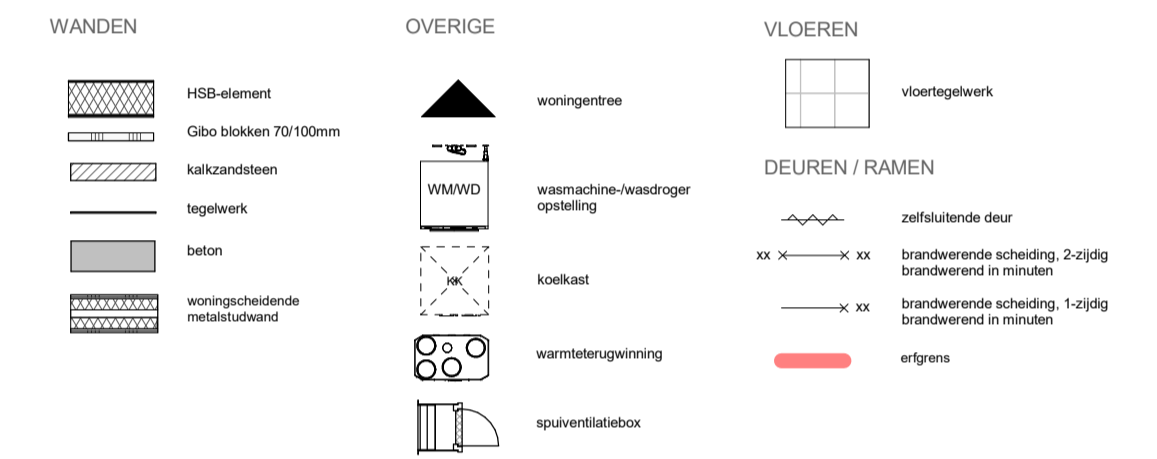 WANDEN
HSB-element
Gibo blokken 70/100mm
kalkzandsteen
tegelwerk
beton
woningscheidende
metalstudwand
OVERIGE
woningentree
WM/WD
wasmachine-/wasdroger
opstelling
KK
koelkast
warmteterugwinning
spuiventilatiebox
VLOEREN
vloertegelwerk
DEUREN / RAMEN
zelfsluitende deur
xx xx
brandwerende scheiding, 2-zijdig
brandwerend in minuten
xx
brandwerende scheiding, 1-zijdig
brandwerend in minuten
erfgrens